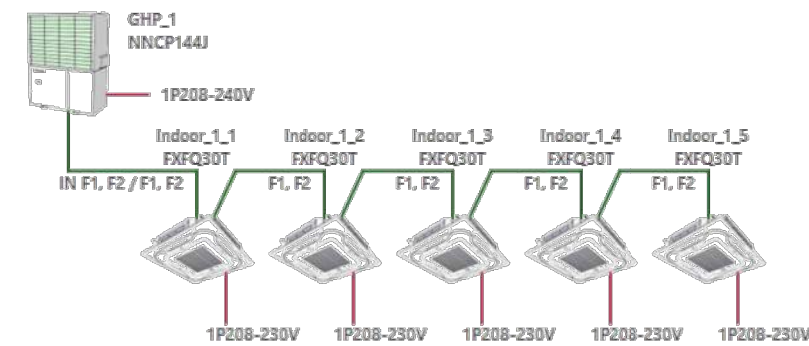 GHP_1
NNCP144J
1P208-240V
Indoor_1_1 Indoor_1_2 Indoor_1_3 Indoor_1_4 Indoor_1_5
FXFQ30T FXFQ30T FXFQ30T FXFQ30T FXFQ30T
IN F1, F2 / F1, F2 F1, F2 F1, F2 F1, F2 F1, F2
1P208-230V 1P208-230V 1P208-230V 1P208-230V 1P208-230V